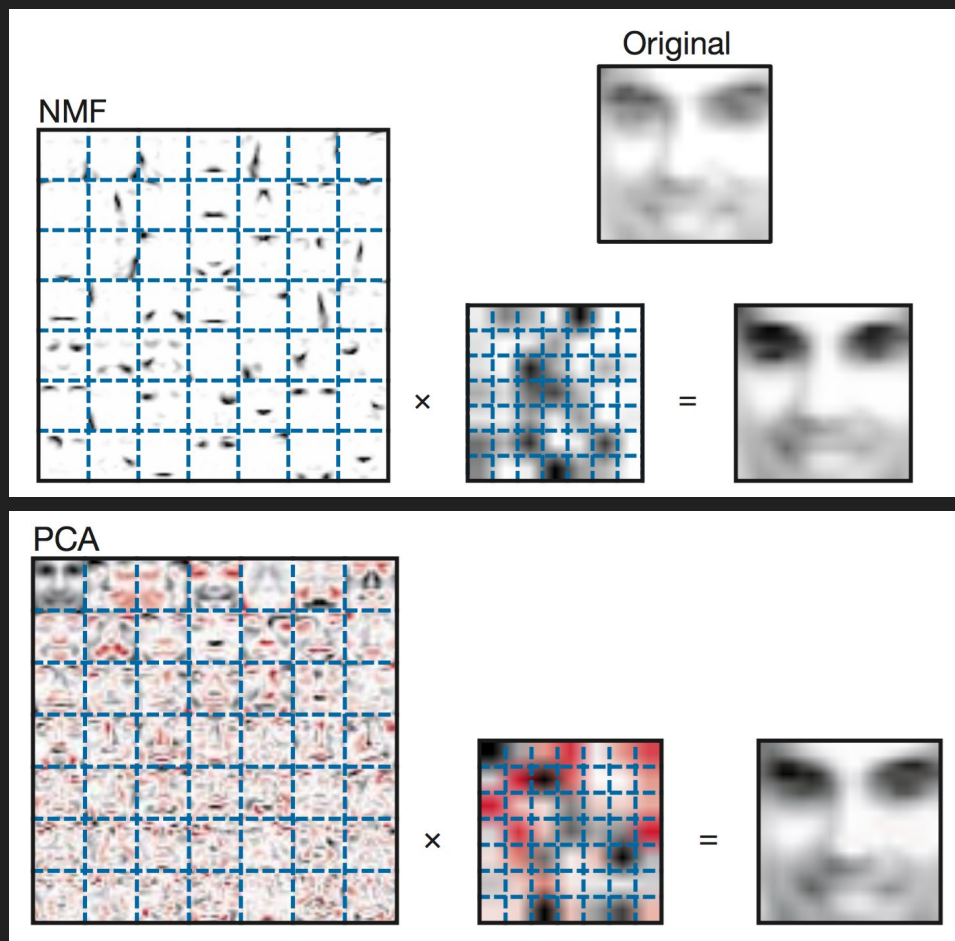 Original
NMF
×
=
PCA
×
=